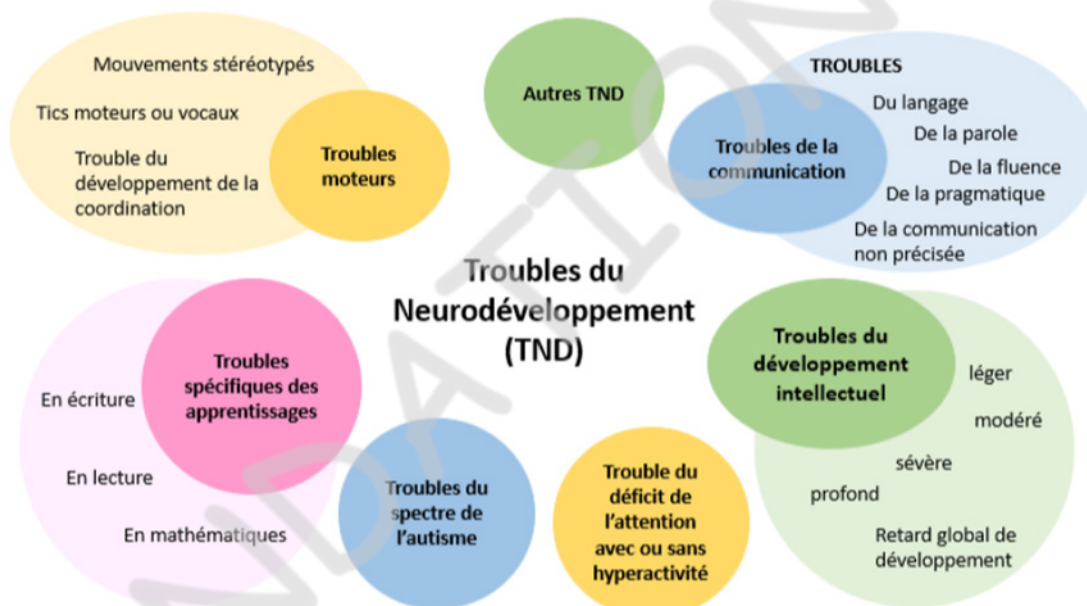 Mouvements stéréotypés
Tics moteurs ou vocaux
Trouble du
développement de la
coordination
Troubles
moteurs
Autres TND
TROUBLES
Du langage
De la parole
De la fluence
De la pragmatique
De la communication
non précisée
Troubles de la
communication
Troubles du
Neurodéveloppement
(TND)
Troubles
spécifiques des
apprentissages
En écriture
En lecture
En mathématiques
Troubles du
spectre de
l'autisme
Trouble du
déficit de
l'attention
avec ou sans
hyperactivité
Troubles du
développement
intellectuel
léger
modéré
sévère
profond
Retard global de
développement
NDATION